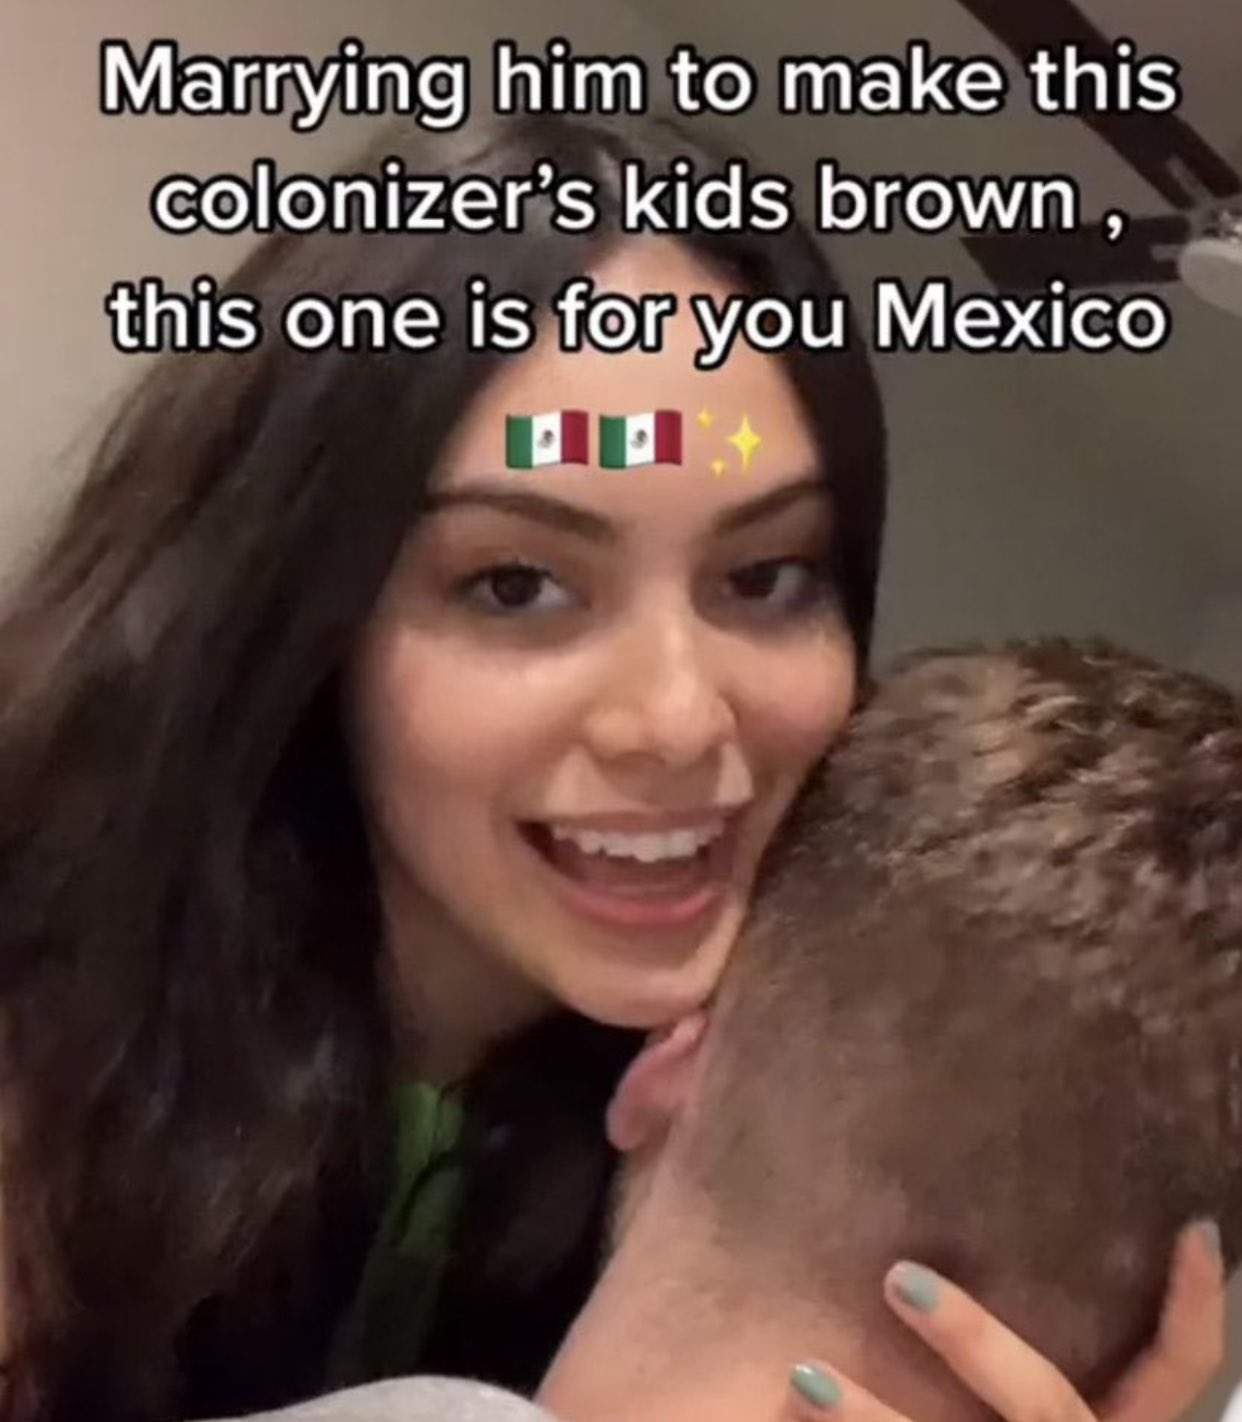 Marrying him to make this
colonizer’s kids brown ,
this one is for you Mexico
🇲🇽🇲🇽✨